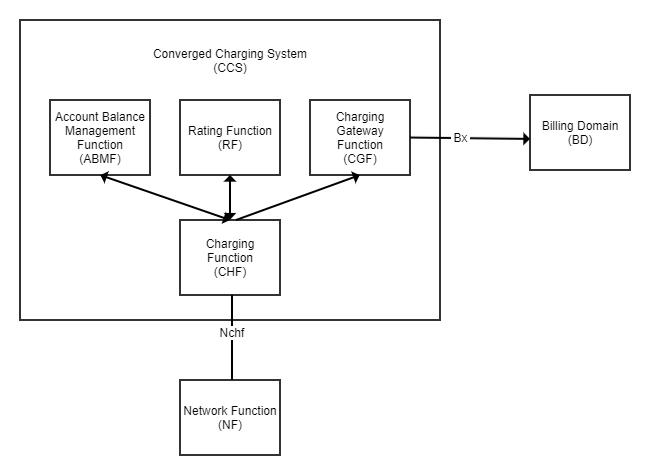 Converged Charging System
(CCS)
Account Balance
Management
Function
(ABMF)
Rating Function
(RF)
Charging
Gateway
Function
(CGF)
Bx
Billing Domain
(BD)
Charging
Function
(CHF)
Nchf
Network Function
(NF)